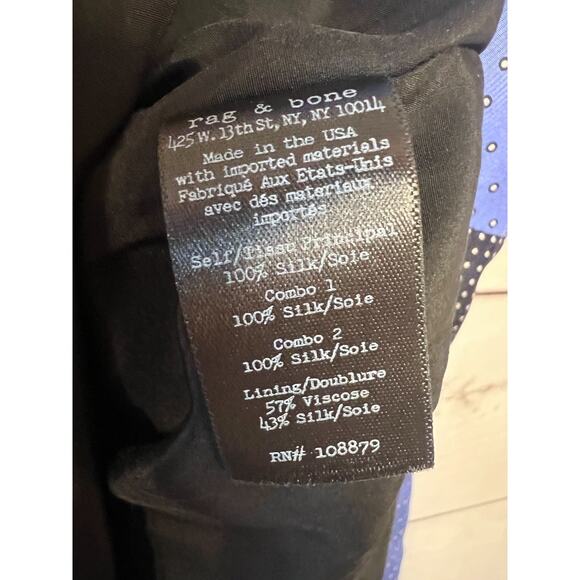 rag & bone
425 W. 13th St, NY, NY 10014
Made in the USA
with imported materials
Fabriqué Aux Etats-Unis
avec dés materiaux
importés
Self/Tissu Principal
100% Silk/Soie
Combo 1
100% Silk/Soie
Combo 2
100% Silk/Soie
Lining/Doublure
57% Viscose
43% Silk/Soie
RN# 108879